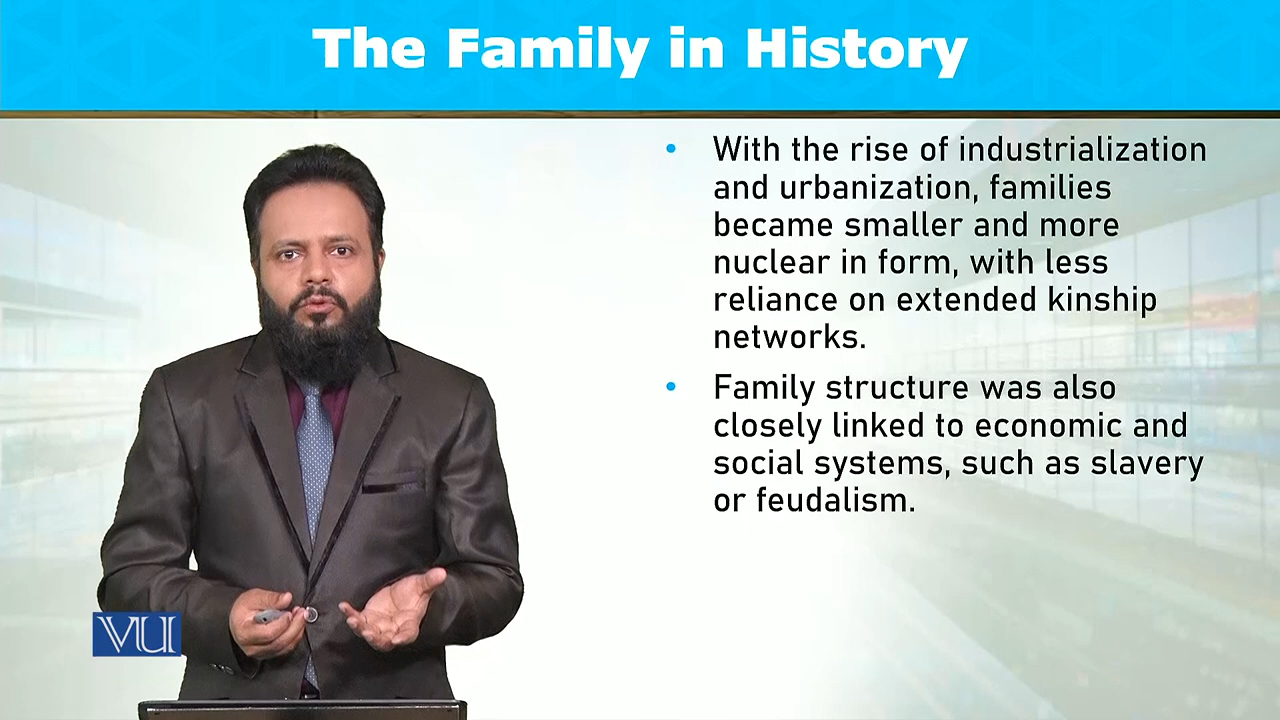 The Family in History
• With the rise of industrialization
and urbanization, families
became smaller and more
nuclear in form, with less
reliance on extended kinship
networks.
• Family structure was also
closely linked to economic and
social systems, such as slavery
or feudalism.
VU